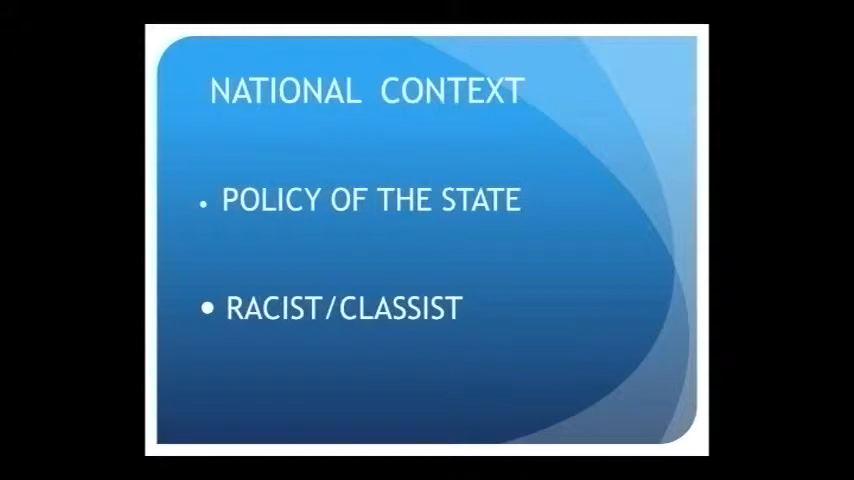 NATIONAL CONTEXT
• POLICY OF THE STATE
• RACIST/CLASSIST